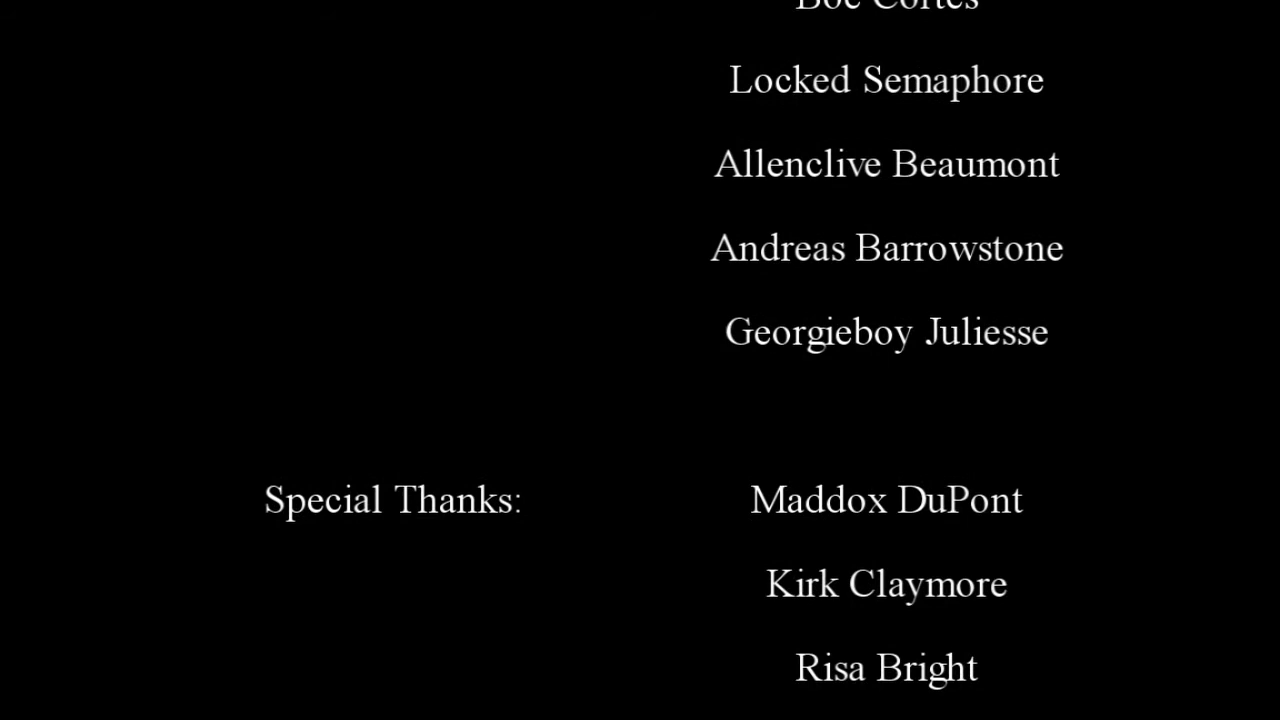 Locked Semaphore
Allenclive Beaumont
Andreas Barrowstone
Georgieboy Juliesse
Special Thanks: Maddox DuPont
Kirk Claymore
Risa Bright